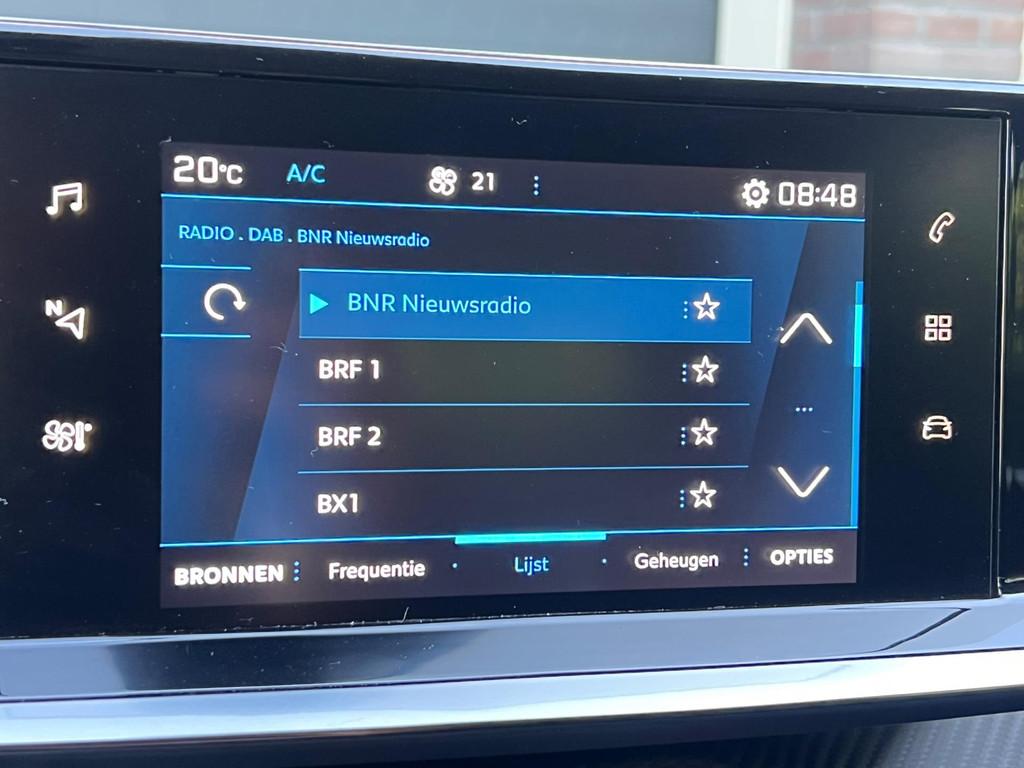 20°C A/C 21 08:48
RADIO . DAB . BNR Nieuwsradio
BNR Nieuwsradio
BRF 1
N
BRF 2
BX1
BRONNEN Frequentie Lijst Geheugen OPTIES